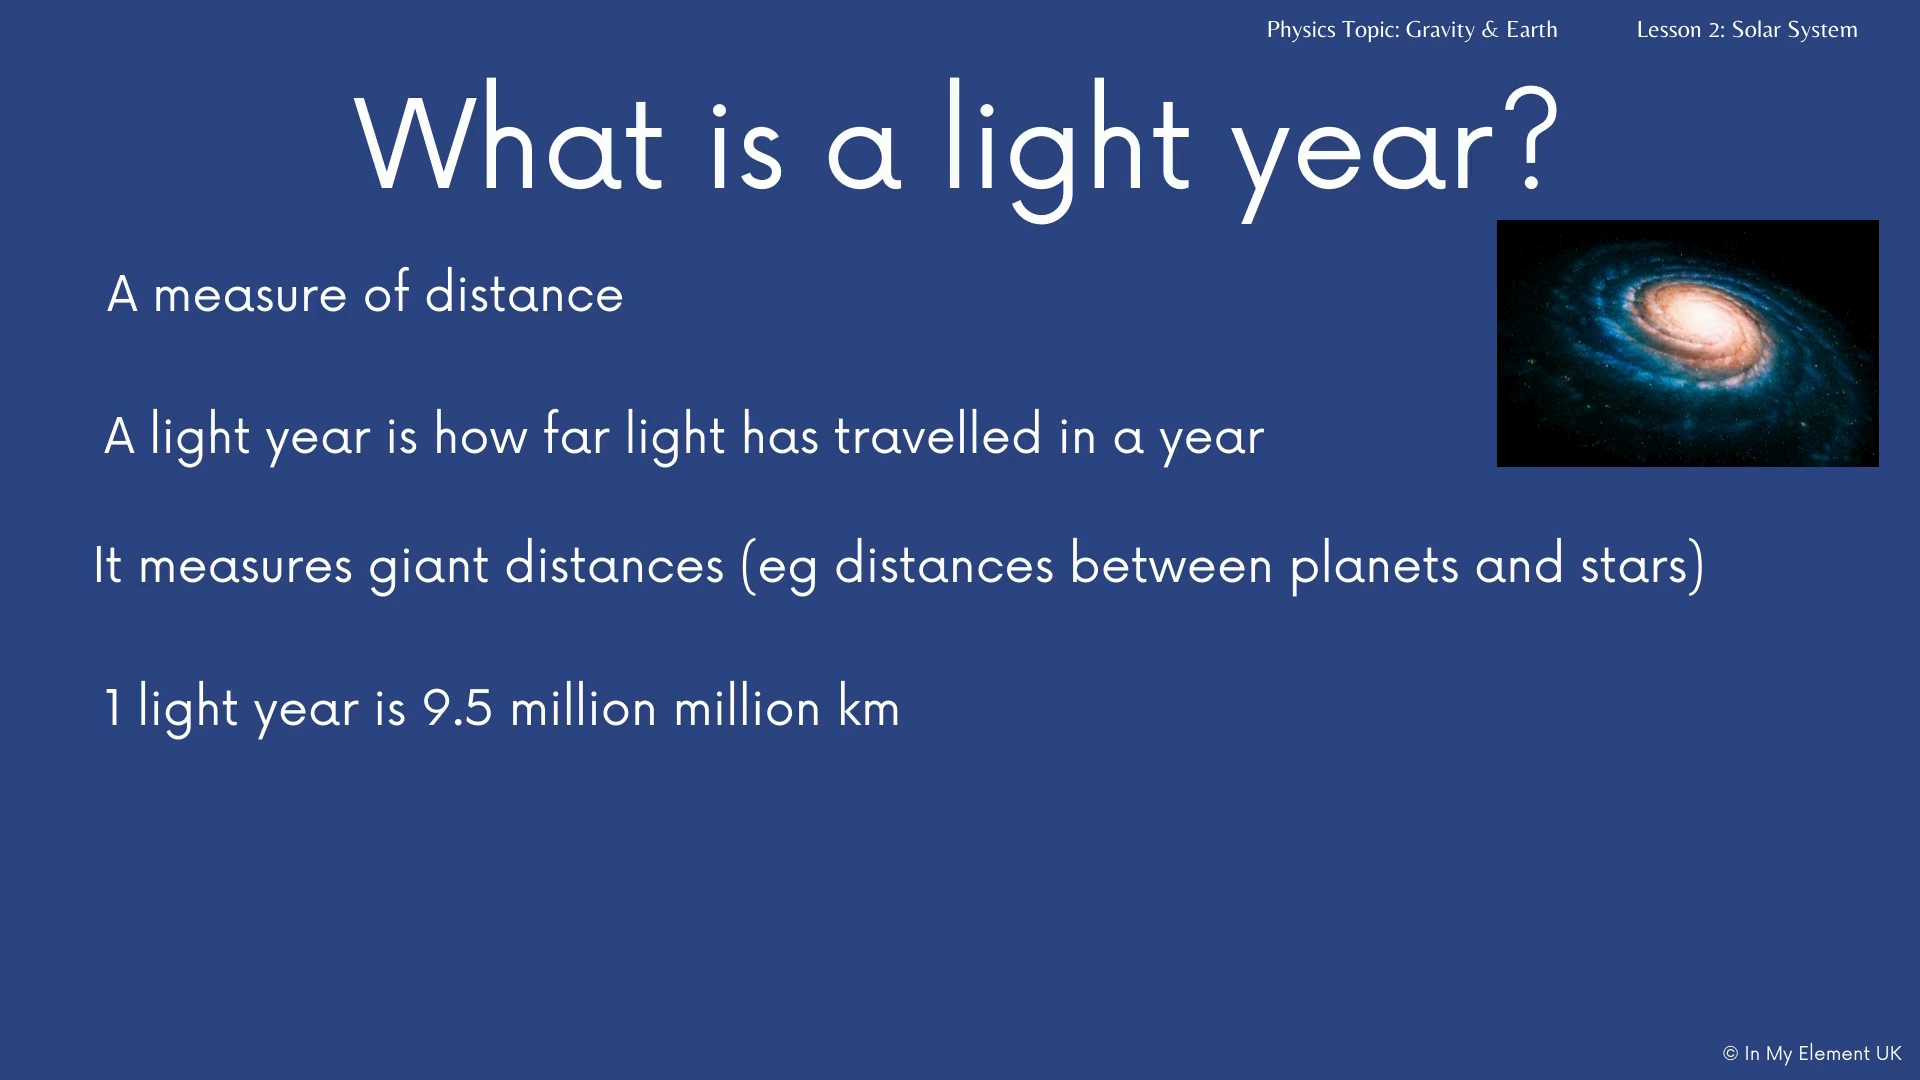 Physics Topic: Gravity & Earth
Lesson 2: Solar System
What is a light year?
A measure of distance
A light year is how far light has travelled in a year
It measures giant distances (eg distances between planets and stars)
1 light year is 9.5 million million km
© In My Element UK